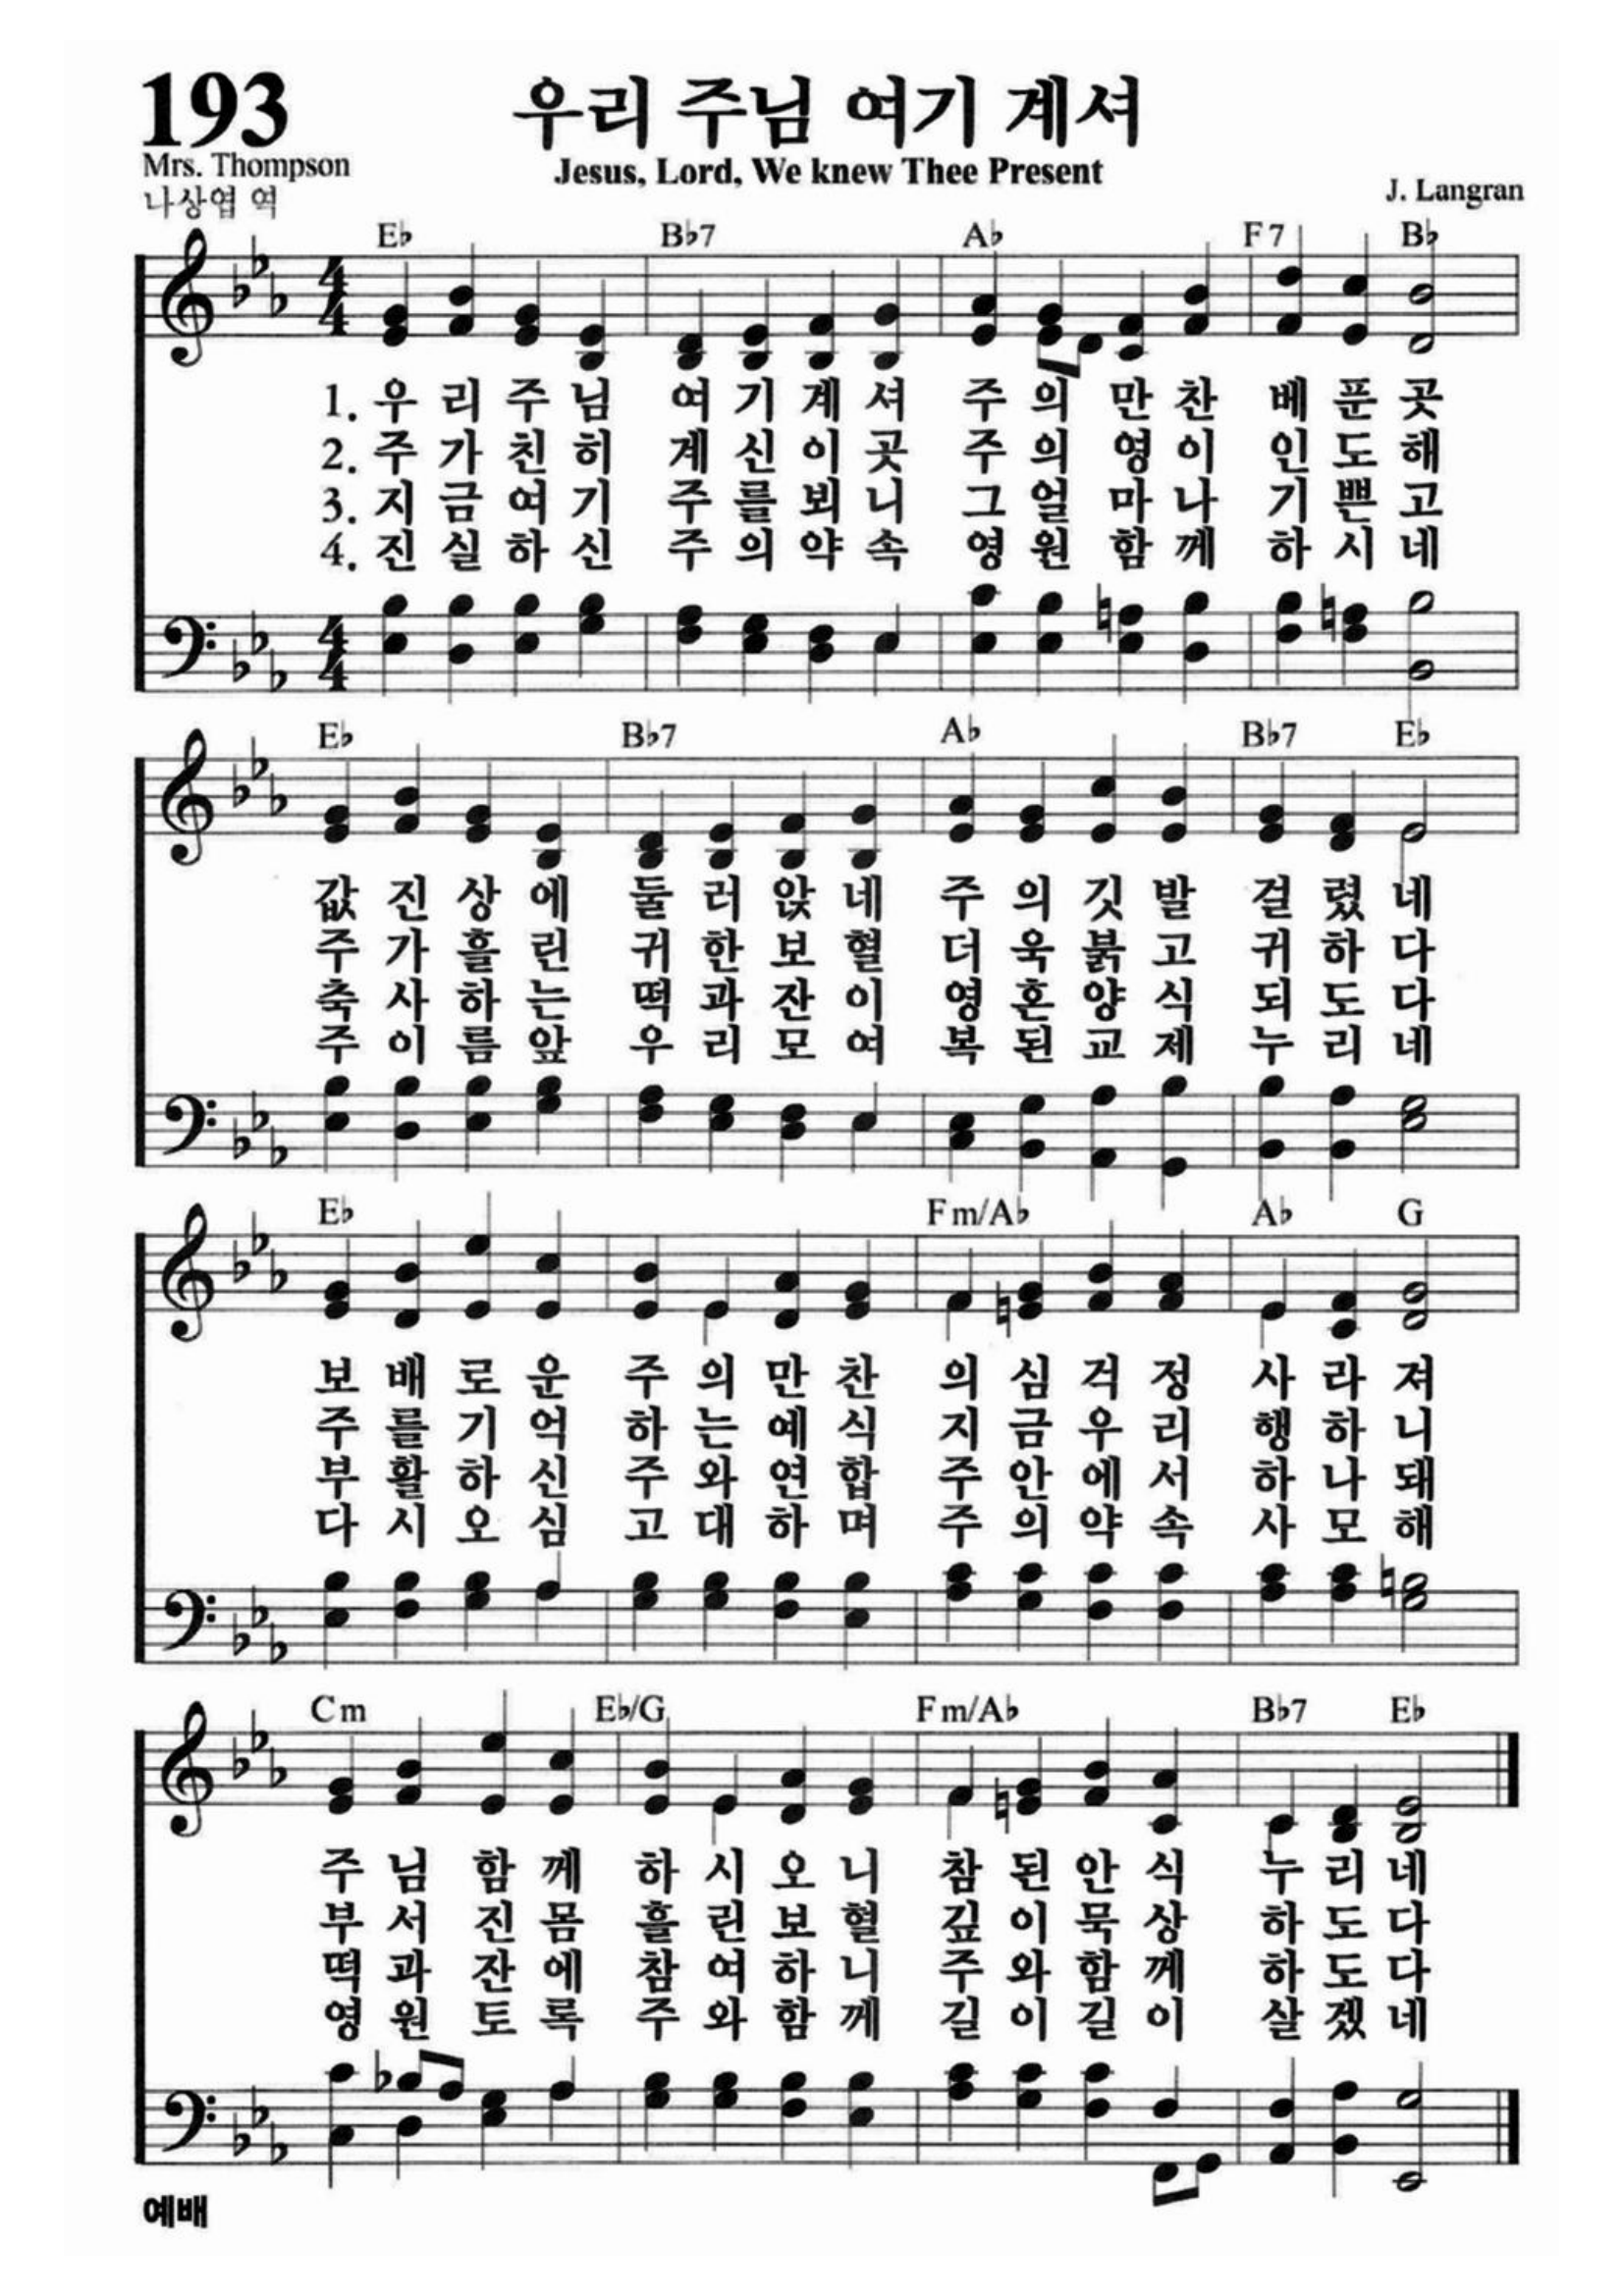 193
우리 주님 여기 계셔
Mrs. Thompson
Jesus, Lord, We knew Thee Present
나상엽 역
J. Langran
E♭ B♭7 A♭ F7 B♭
4 4
1. 우리주님 여기계셔 주의만찬 베푼곳
2. 주가친히 계신이곳 주의영이 인도해
3. 지금여기 주를뵈니 그얼마나 기쁜고
4. 진실하신 주의약속 영원함께 하시네
4 4
E♭ B♭7 A♭ B♭7 E♭
값진상에 둘러앉네 주의깃발 걸렸네
주가흘린 귀한보혈 더욱붉고 귀하다
축사하는 떡과잔이 영혼양식 되도다
주이름앞 우리모여 복된교제 누리네
E♭ Fm/A♭ A♭ G
보배로운 주의만찬 의심걱정 사라져
주를기억 하는예식 지금우리 행하니
부활하신 주와연합 주안에서 하나돼
다시오심 고대하며 주의약속 사모해
Cm E♭/G Fm/A♭ B♭7 E♭
주님함께 하시오니 참된안식 누리네
부서진몸 흘린보혈 깊이묵상 하도다
떡과잔에 참여하니 주와함께 하도다
영원토록 주와함께 길이길이 살겠네
예배